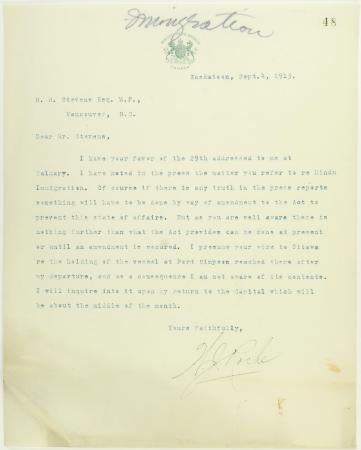 48
Immigration
CANADA
Saskatoon, Sept.4, 1913.
H. H. Stevens Esq. M.P.,
Vancouver, B.C.
Dear Mr. Stevens,
I have your favor of the 29th addressed to me at
Calgary. I have noted in the press the matter you refer to re Hindu
Immigration. Of course if there is any truth in the press reports
something will have to be done by way of amendment to the Act to
prevent this state of affairs. But as you are well aware there is
nothing further than what the Act provides can be done at present
or until an amendment is secured. I presume your wire to Ottawa
re the holding of the vessel at Port Simpson reached there after
my departure, and as a consequence I am not aware of its contents.
I will inquire into it upon my return to the Capital which will
be about the middle of the month.
Yours faithfully,
W. J. Roche